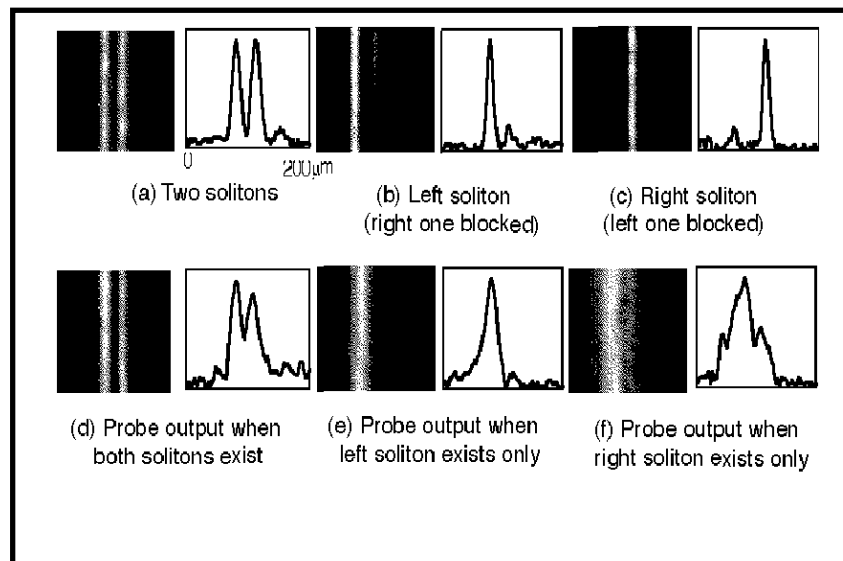 0
200μm
(a) Two solitons
(b) Left soliton
(right one blocked)
(c) Right soliton
(left one blocked)
(d) Probe output when
both solitons exist
(e) Probe output when
left soliton exists only
(f) Probe output when
right soliton exists only